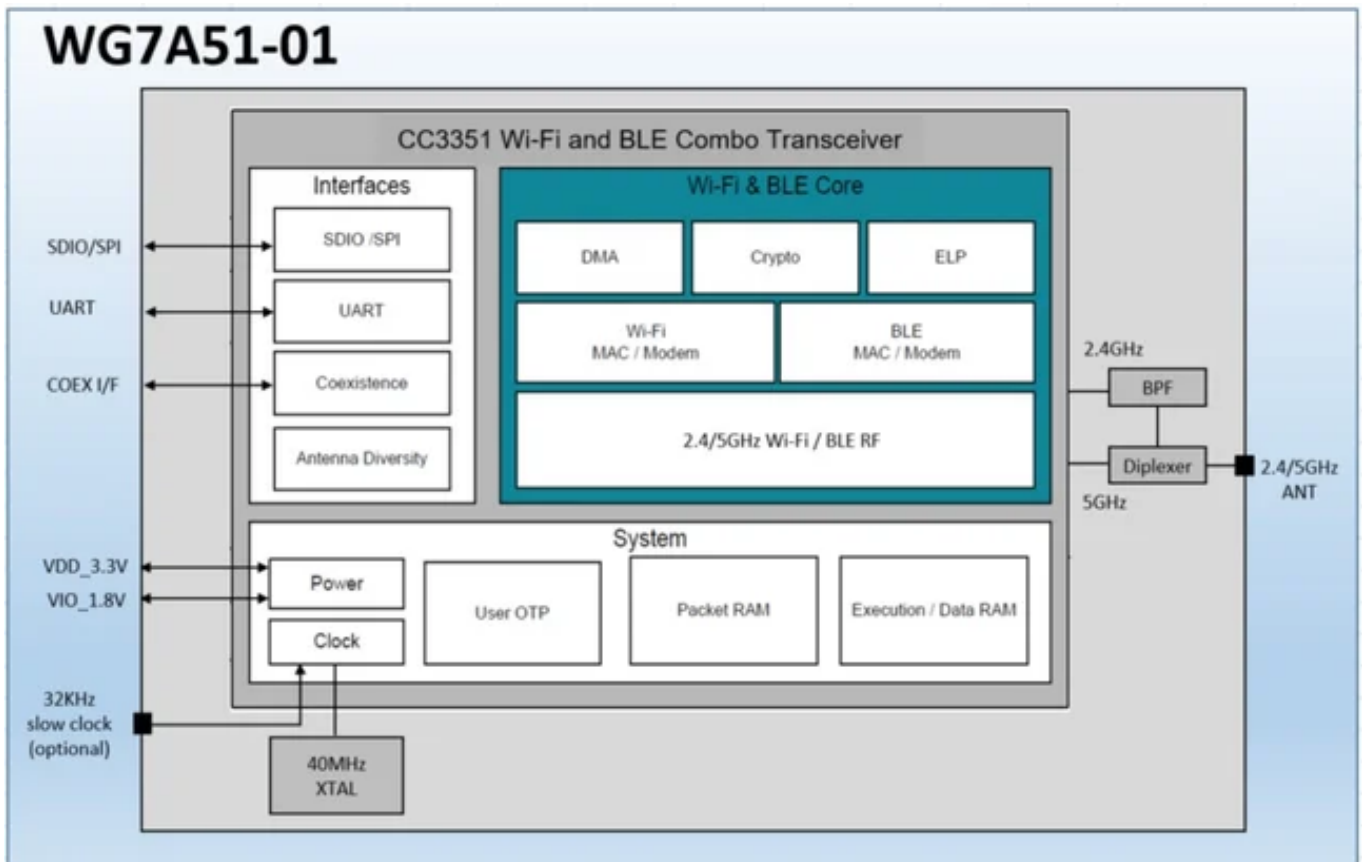 WG7A51-01
CC3351 Wi-Fi and BLE Combo Transceiver
Interfaces
Wi-Fi & BLE Core
SDIO/SPI
SDIO /SPI
DMA
Crypto
ELP
UART
UART
Wi-Fi
MAC / Modem
BLE
MAC / Modem
COEX I/F
Coexistence
2.4GHz
BPF
Antenna Diversity
2.4/5GHz Wi-Fi / BLE RF
Diplexer
2.4/5GHz
ANT
5GHz
System
VDD_3.3V
VIO_1.8V
Power
Clock
User OTP
Packet RAM
Execution / Data RAM
32KHz
slow clock
(optional)
40MHz
XTAL